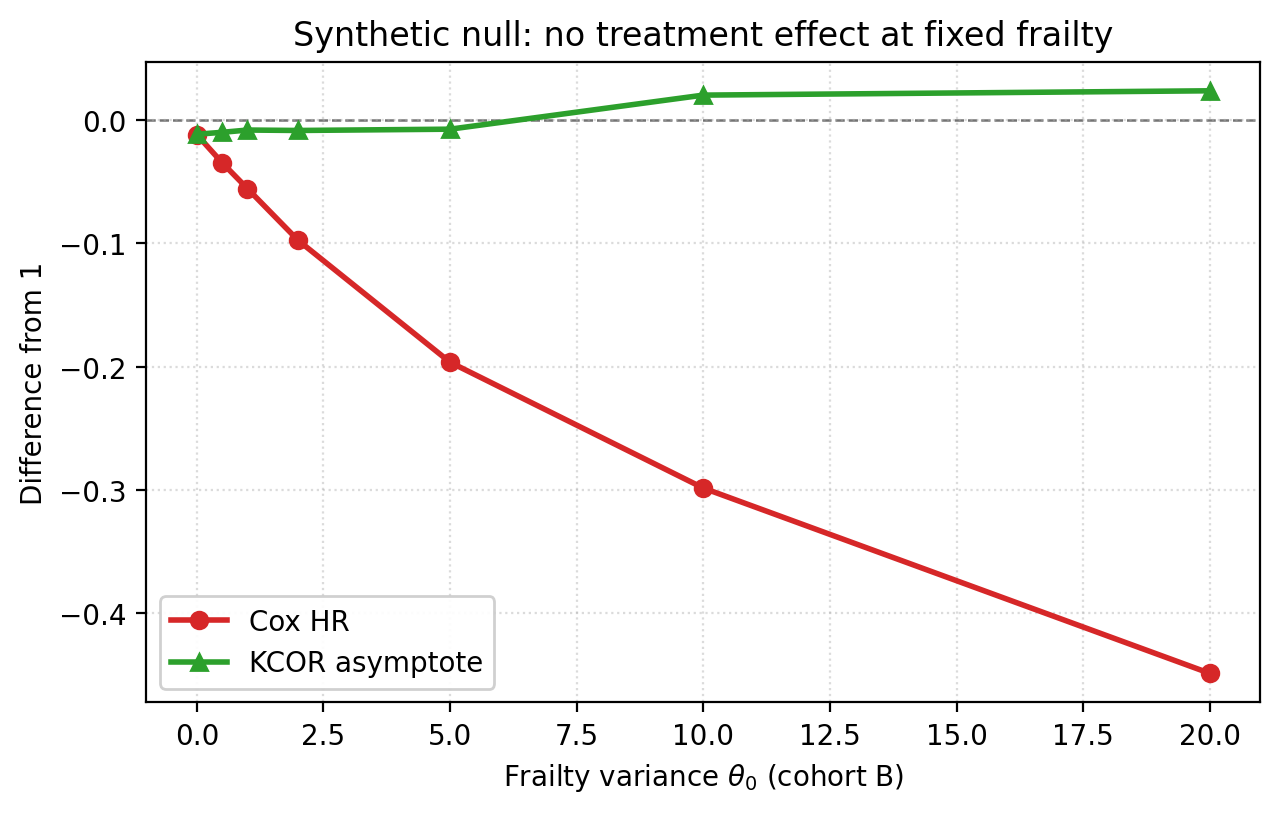 Synthetic null: no treatment effect at fixed frailty
Difference from 1
0.0
−0.1
−0.2
−0.3
−0.4
Cox HR
KCOR asymptote
0.0 2.5 5.0 7.5 10.0 12.5 15.0 17.5 20.0
Frailty variance θ₀ (cohort B)